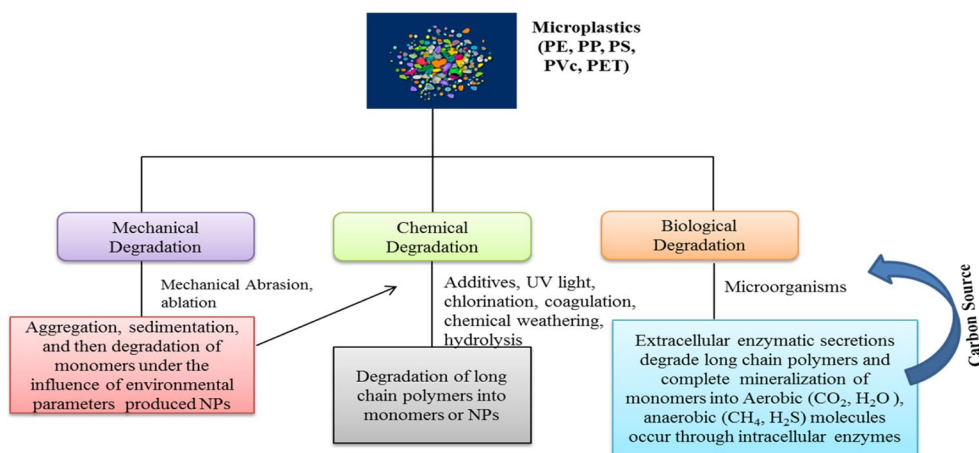 Microplastics
(PE, PP, PS,
PVc, PET)
Mechanical
Degradation
Chemical
Degradation
Biological
Degradation
Mechanical Abrasion,
ablation
Additives, UV light,
chlorination, coagulation,
chemical weathering,
hydrolysis
Microorganisms
Carbon Source
Aggregation, sedimentation,
and then degradation of
monomers under the
influence of environmental
parameters produced NPs
Degradation of long
chain polymers into
monomers or NPs
Extracellular enzymatic secretions
degrade long chain polymers and
complete mineralization of
monomers into Aerobic (CO₂, H₂O ),
anaerobic (CH₄, H₂S) molecules
occur through intracellular enzymes